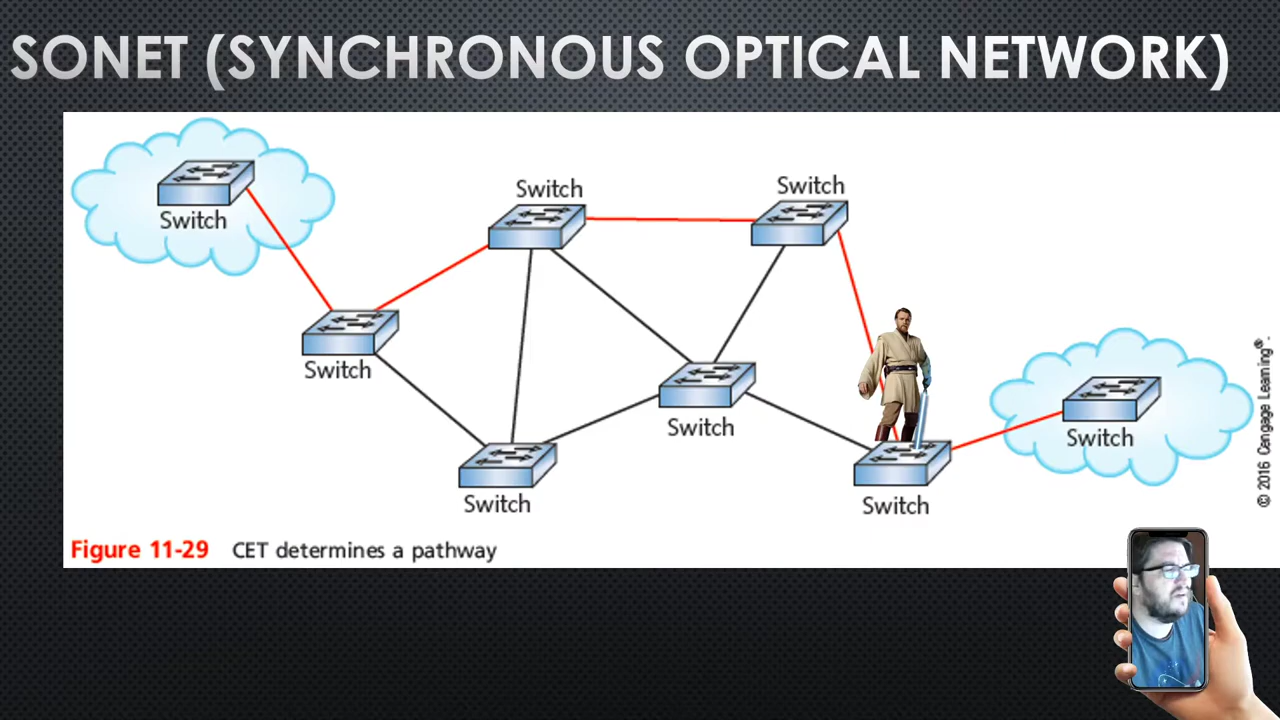 SONET (SYNCHRONOUS OPTICAL NETWORK)
Switch
Switch
Switch
Switch
Switch
Switch
Switch
Switch
© 2016 Cengage Learning®.
Figure 11-29 CET determines a pathway